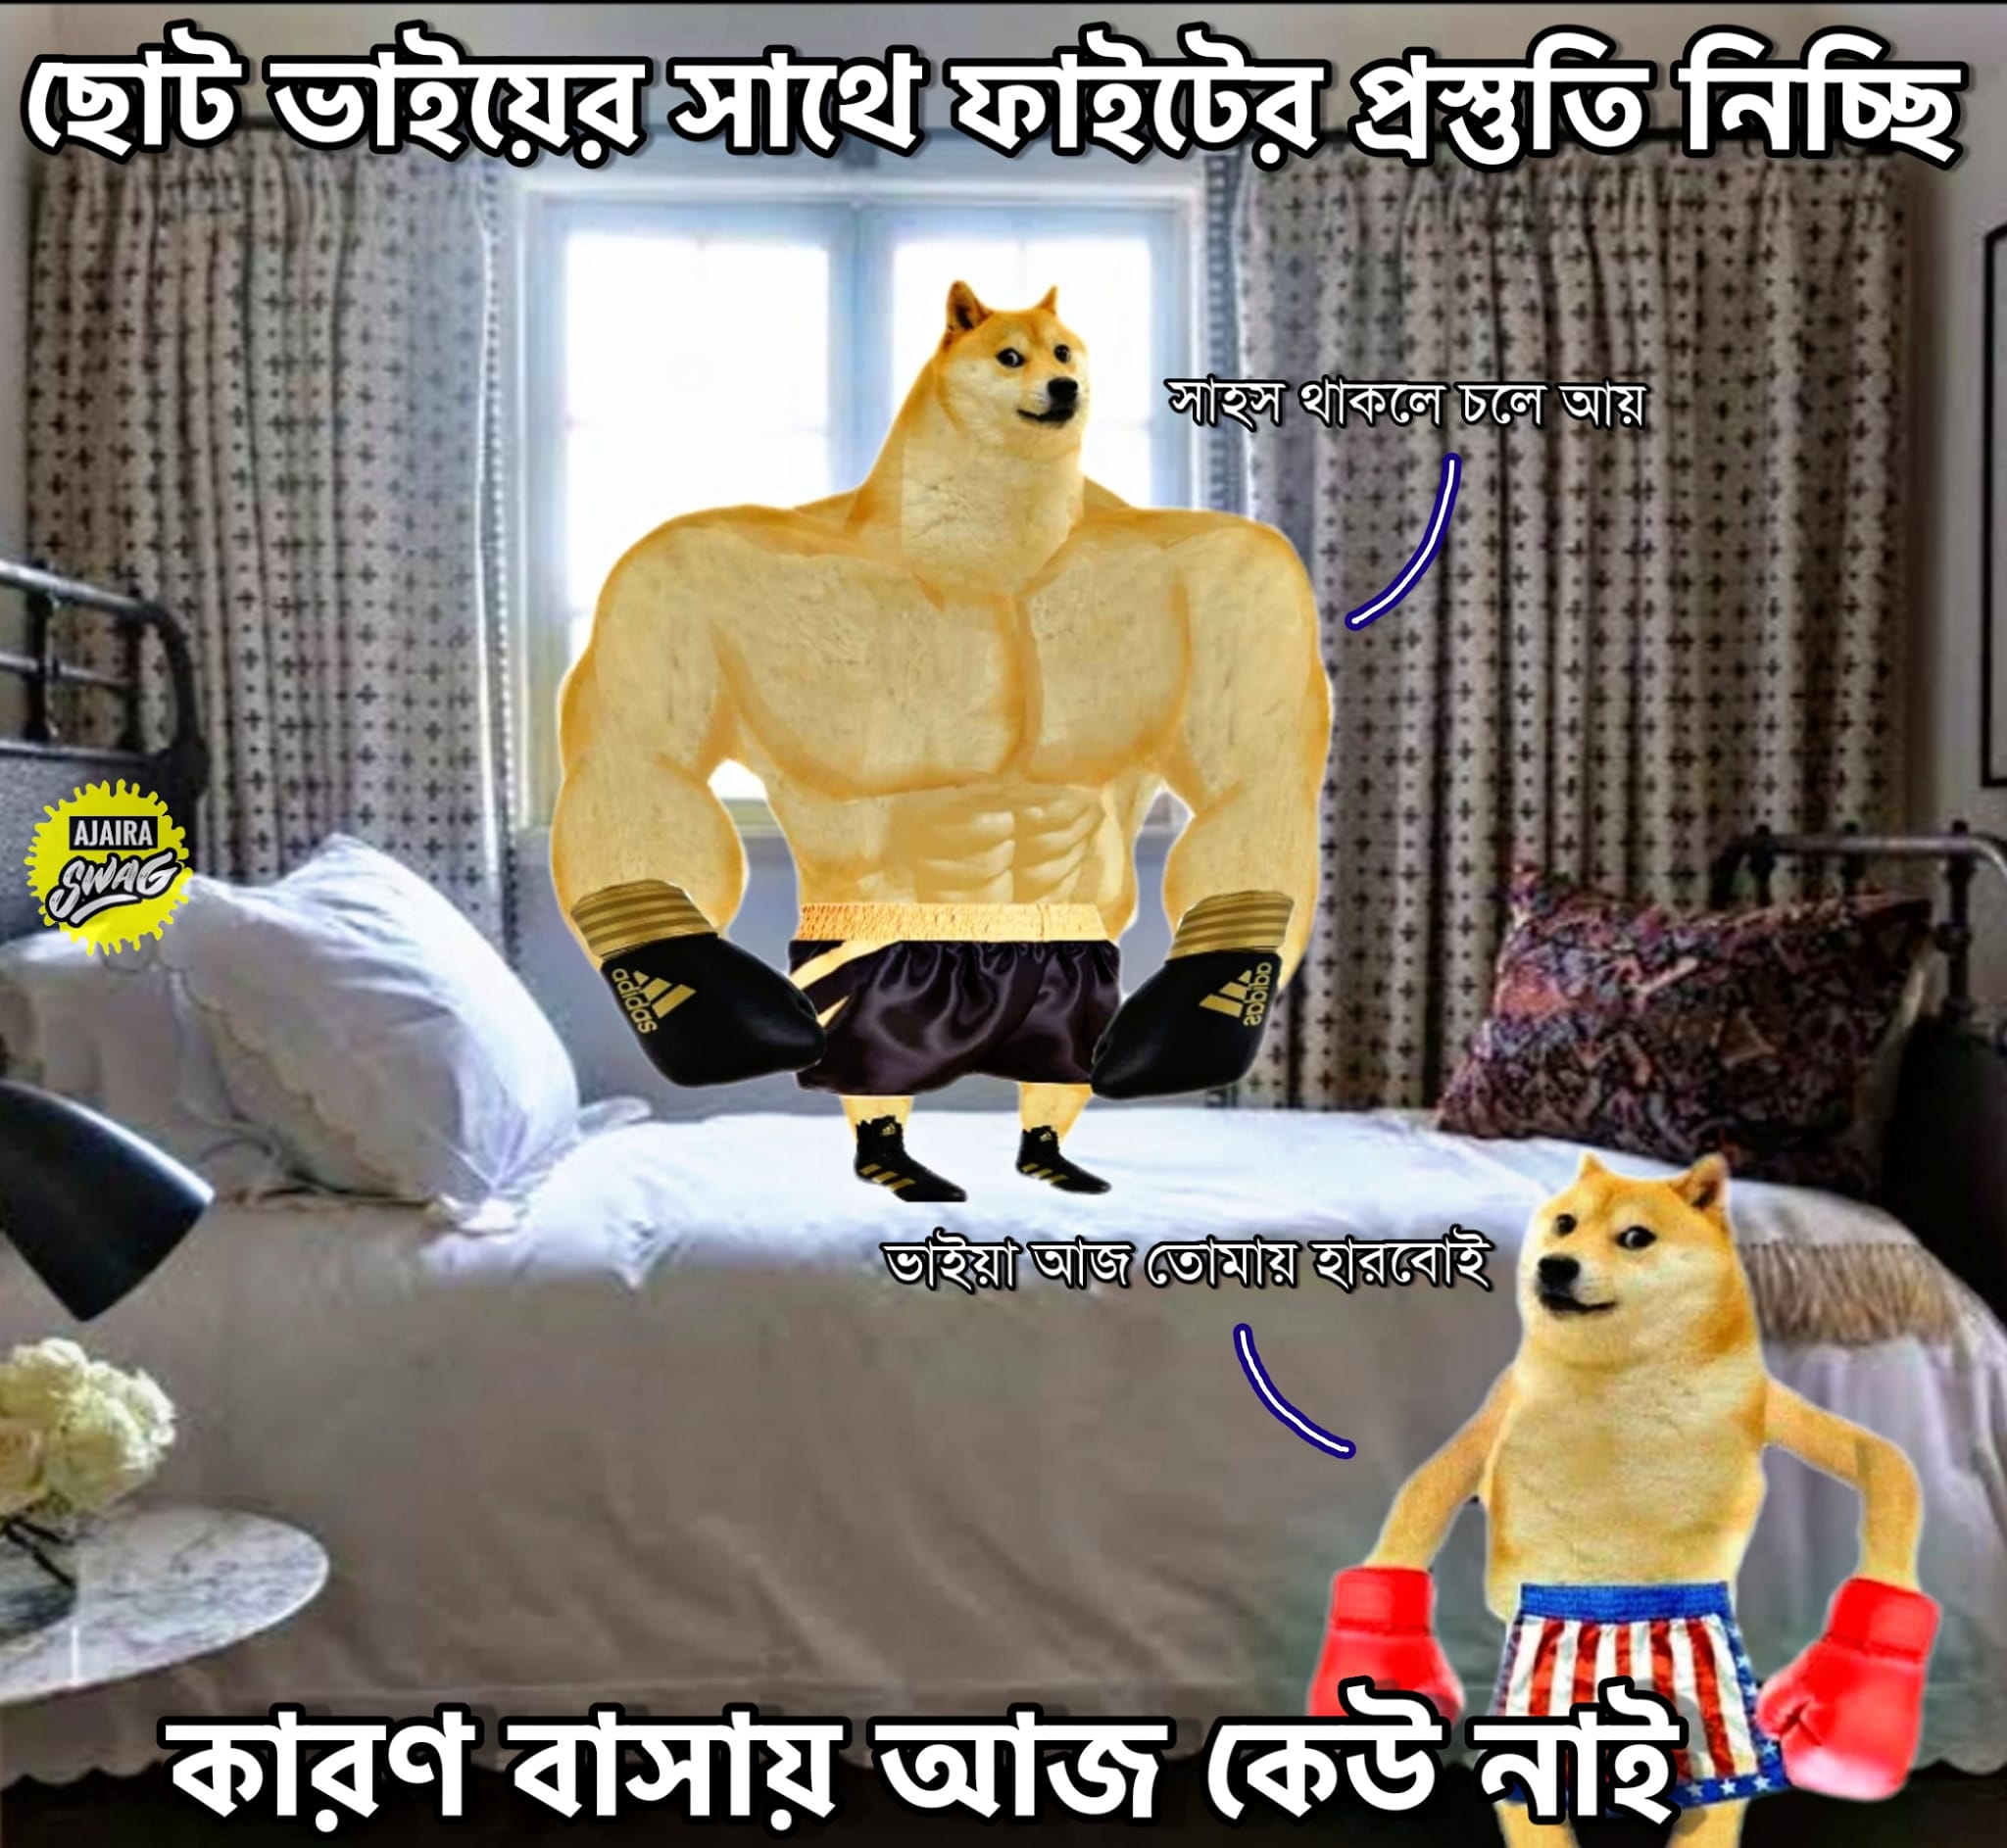 ছোট ভাইয়ের সাথে ফাইটের প্রস্তুতি নিচ্ছি
সাহস থাকলে চলে আয়
AJAIRA
SWAG
adidas
adidas
ভাইয়া আজ তোমায় হারবোই
কারণ বাসায় আজ কেউ নাই